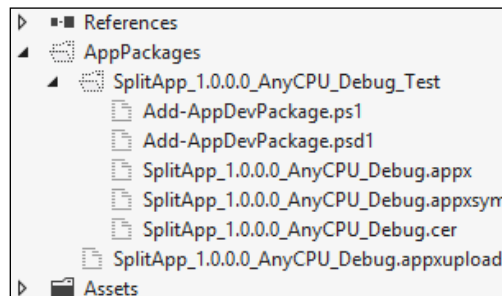 References
AppPackages
SplitApp_1.0.0.0_AnyCPU_Debug_Test
Add-AppDevPackage.ps1
Add-AppDevPackage.psd1
SplitApp_1.0.0.0_AnyCPU_Debug.appx
SplitApp_1.0.0.0_AnyCPU_Debug.appxsym
SplitApp_1.0.0.0_AnyCPU_Debug.cer
SplitApp_1.0.0.0_AnyCPU_Debug.appxupload
Assets